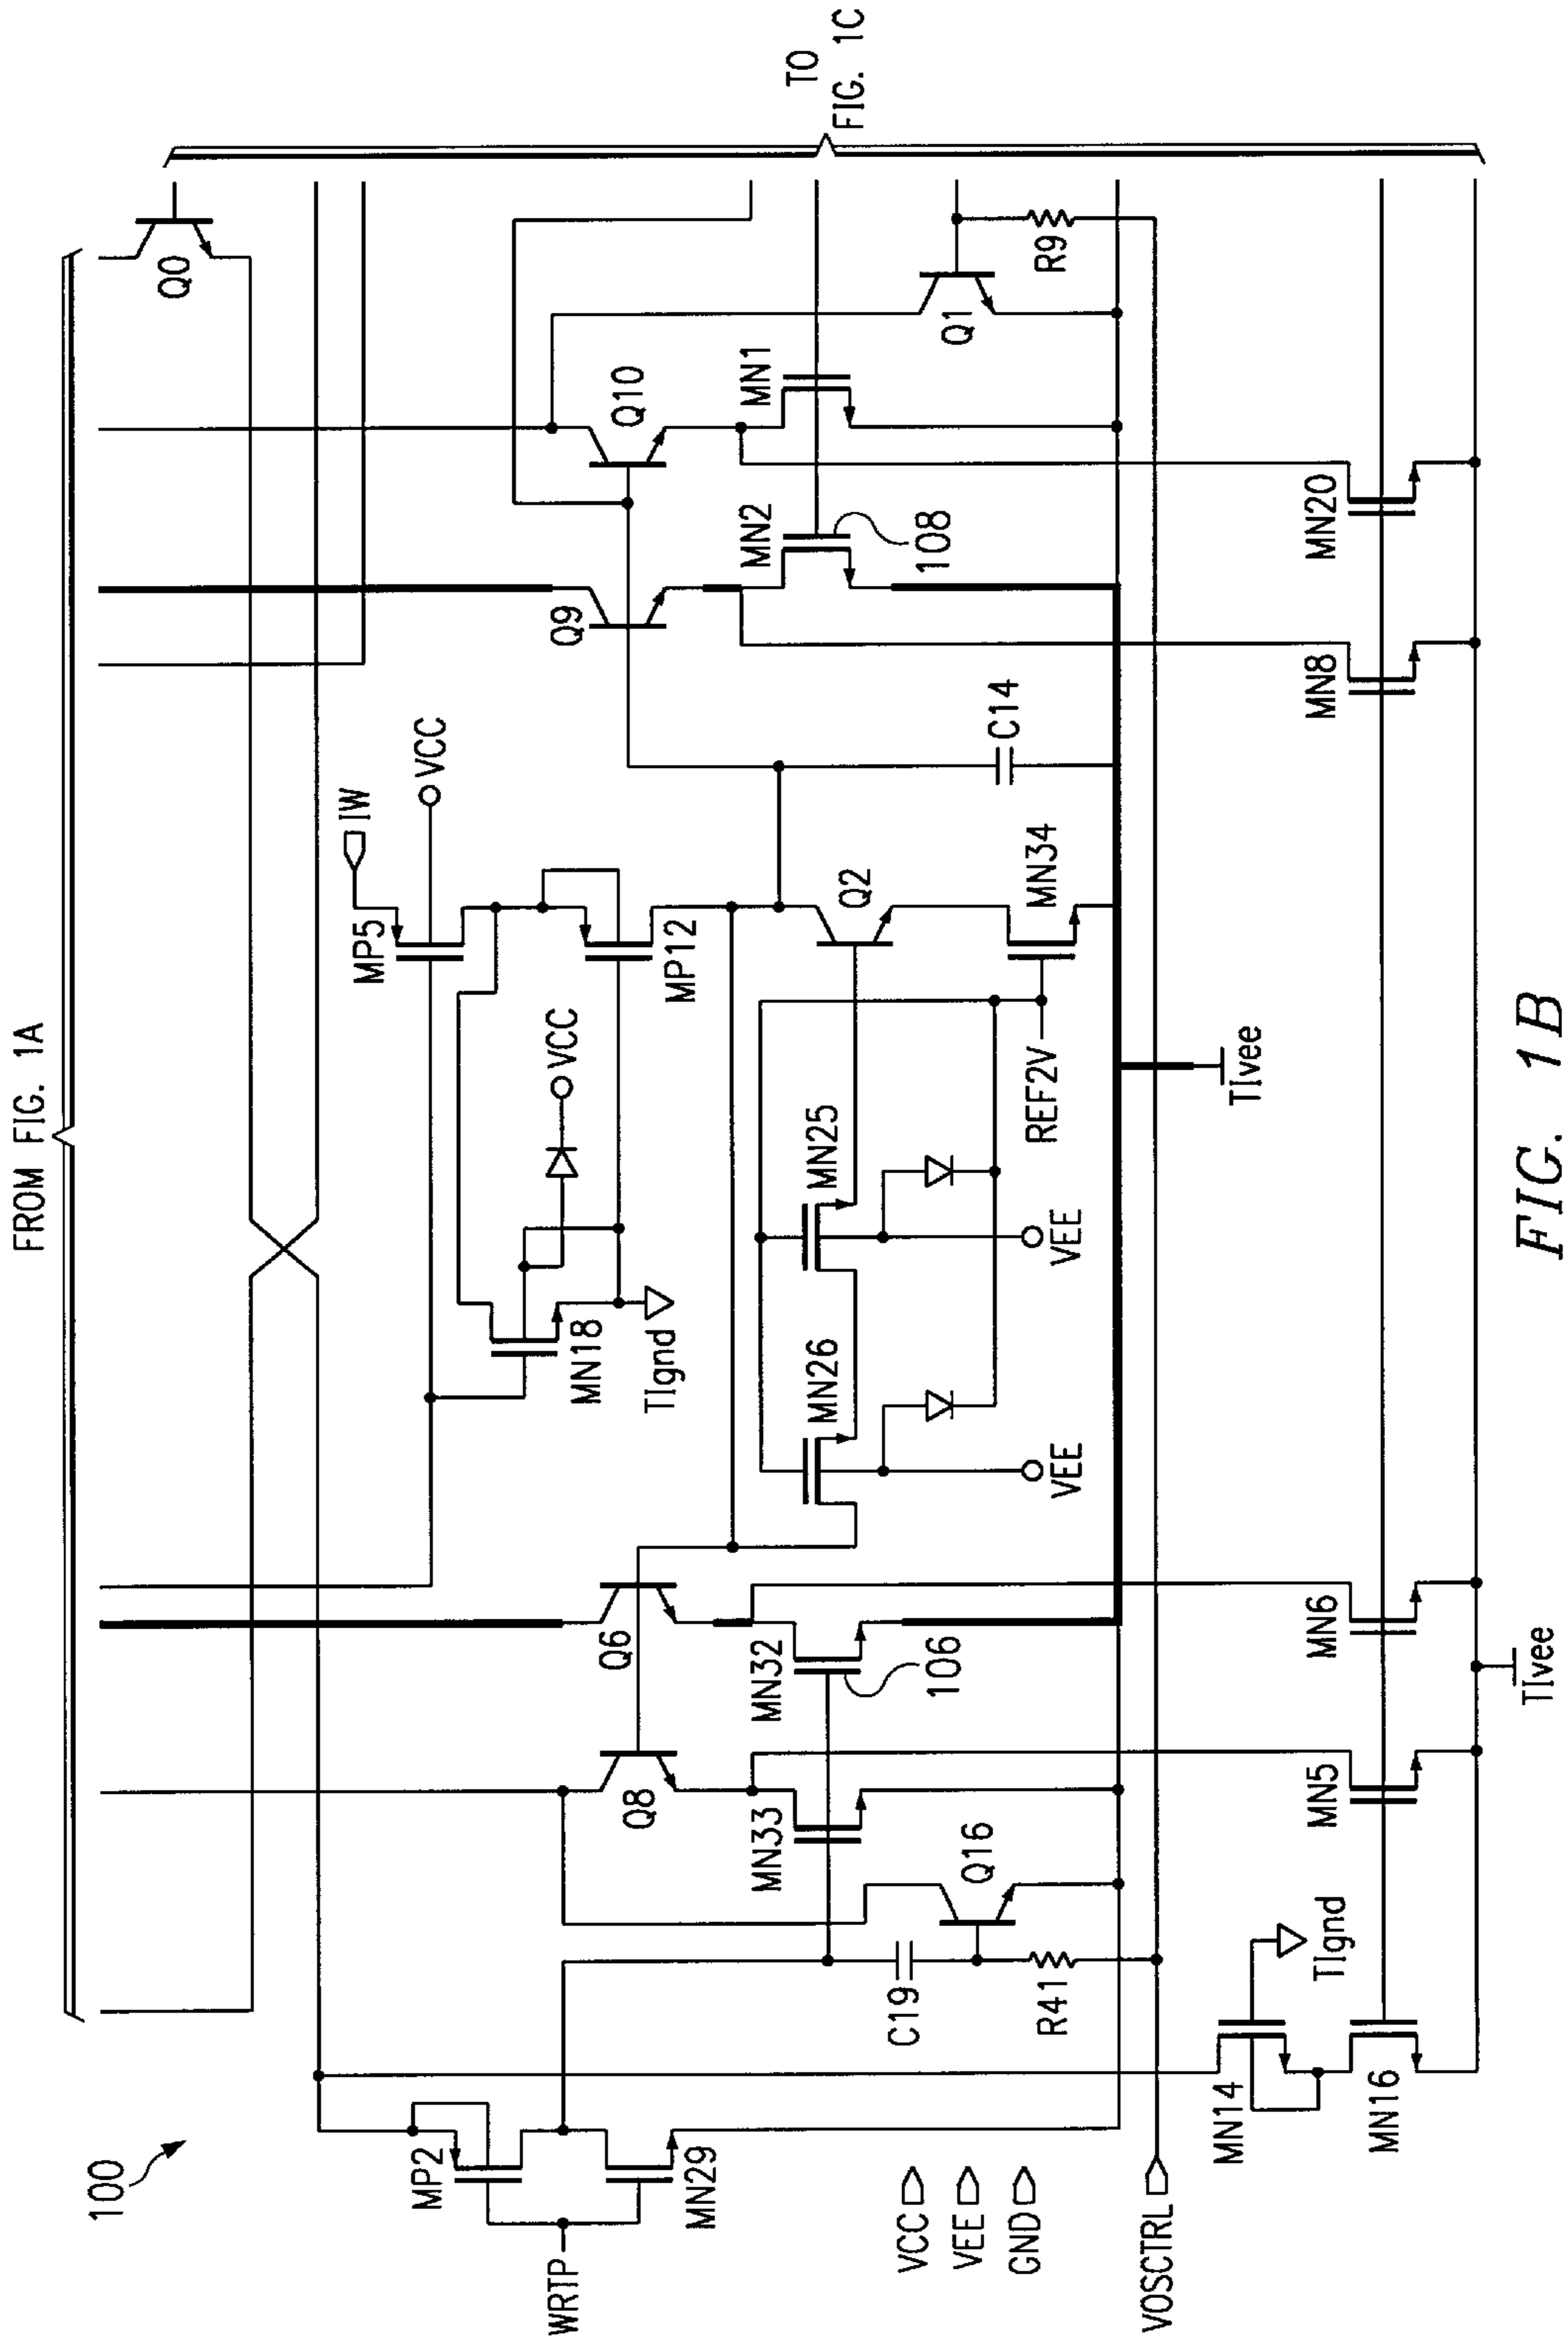 FROM FIG. 1A
100
Q0
TO
FIG. 1C
IW
MP5
VCC
MP2
WRTP
MN29
MN18
VCC
TIgnd
MP12
Q9
Q10
Q6
Q8
MN2
MN1
108
MN32
106
MN33
MN26
MN25
Q2
Q1
C14
R9
Q16
C19
R41
VEE
VEE
REF2V
MN34
VCC
VEE
GND
VOSCTRL
TIvee
MN14
TIgnd
MN16
MN5
MN6
MN8
MN20
TIvee
FIG. 1B